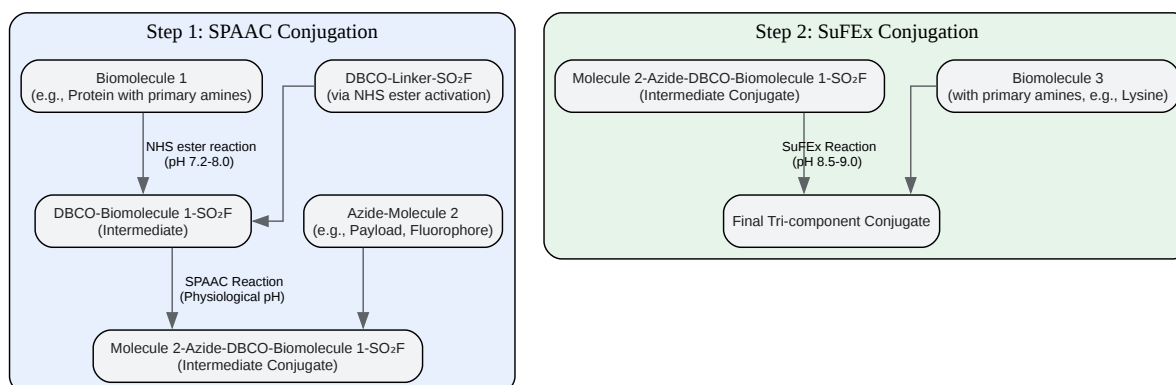 Step 1: SPAAC Conjugation
Biomolecule 1
(e.g., Protein with primary amines)
DBCO-Linker-SO₂F
(via NHS ester activation)
NHS ester reaction
(pH 7.2-8.0)
DBCO-Biomolecule 1-SO₂F
(Intermediate)
Azide-Molecule 2
(e.g., Payload, Fluorophore)
SPAAC Reaction
(Physiological pH)
Molecule 2-Azide-DBCO-Biomolecule 1-SO₂F
(Intermediate Conjugate)
Step 2: SuFEx Conjugation
Molecule 2-Azide-DBCO-Biomolecule 1-SO₂F
(Intermediate Conjugate)
Biomolecule 3
(with primary amines, e.g., Lysine)
SuFEx Reaction
(pH 8.5-9.0)
Final Tri-component Conjugate